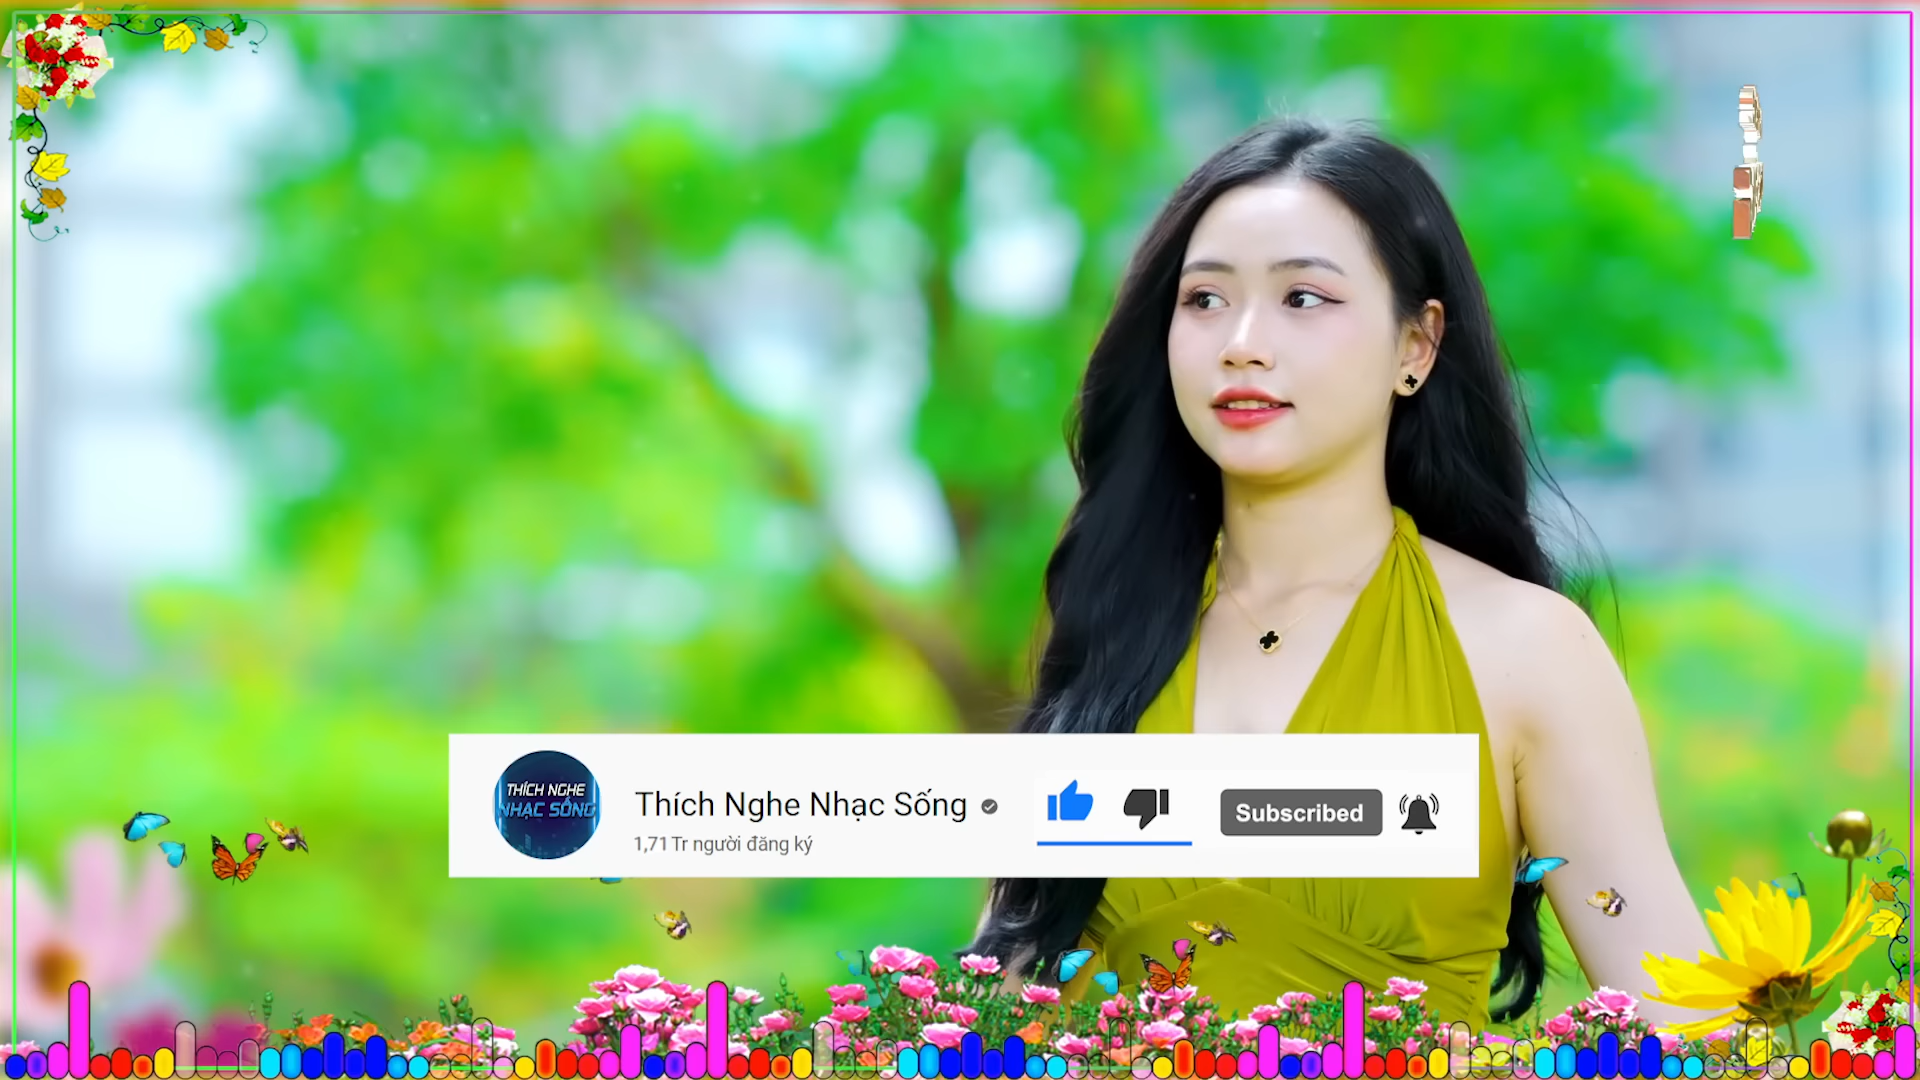 THÍCH NGHE
NHẠC SỐNG
Thích Nghe Nhạc Sống
1,71 Tr người đăng ký
Subscribed